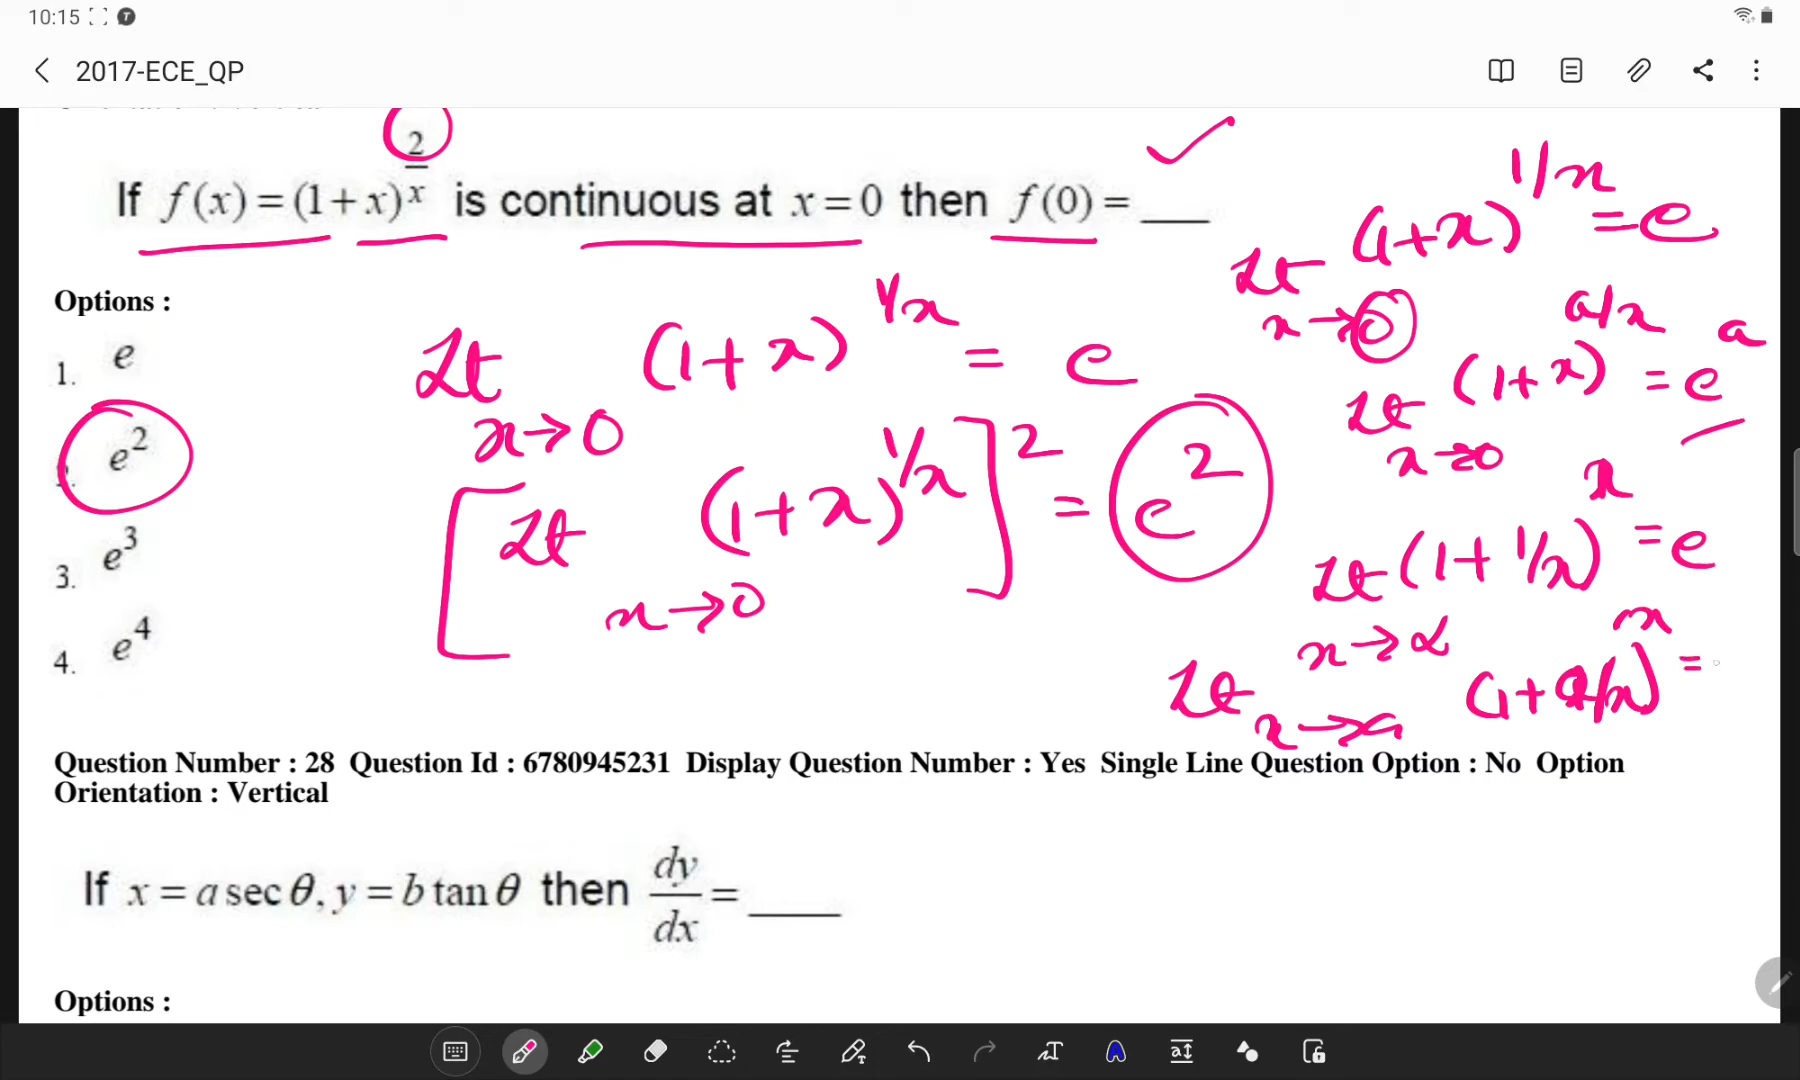 10:15
2017-ECE_QP
If f(x) = (1+x)^{2/x} is continuous at x = 0 then f(0) = ___
Options :
1. e
e^2
3. e^3
4. e^4
Lt x→0 (1+x)^{1/x} = e
[Lt x→0 (1+x)^{1/x}]^2 = e^2
Lt x→0 (1+x)^{1/x} = e
Lt x→0 (1+x)^{a/x} = e^a
Lt x→∞ (1+1/x)^x = e
Lt (1+a/x)^x =
Question Number : 28 Question Id : 6780945231 Display Question Number : Yes Single Line Question Option : No Option
Orientation : Vertical
If x = a sec θ, y = b tan θ then dy/dx = ____
Options :